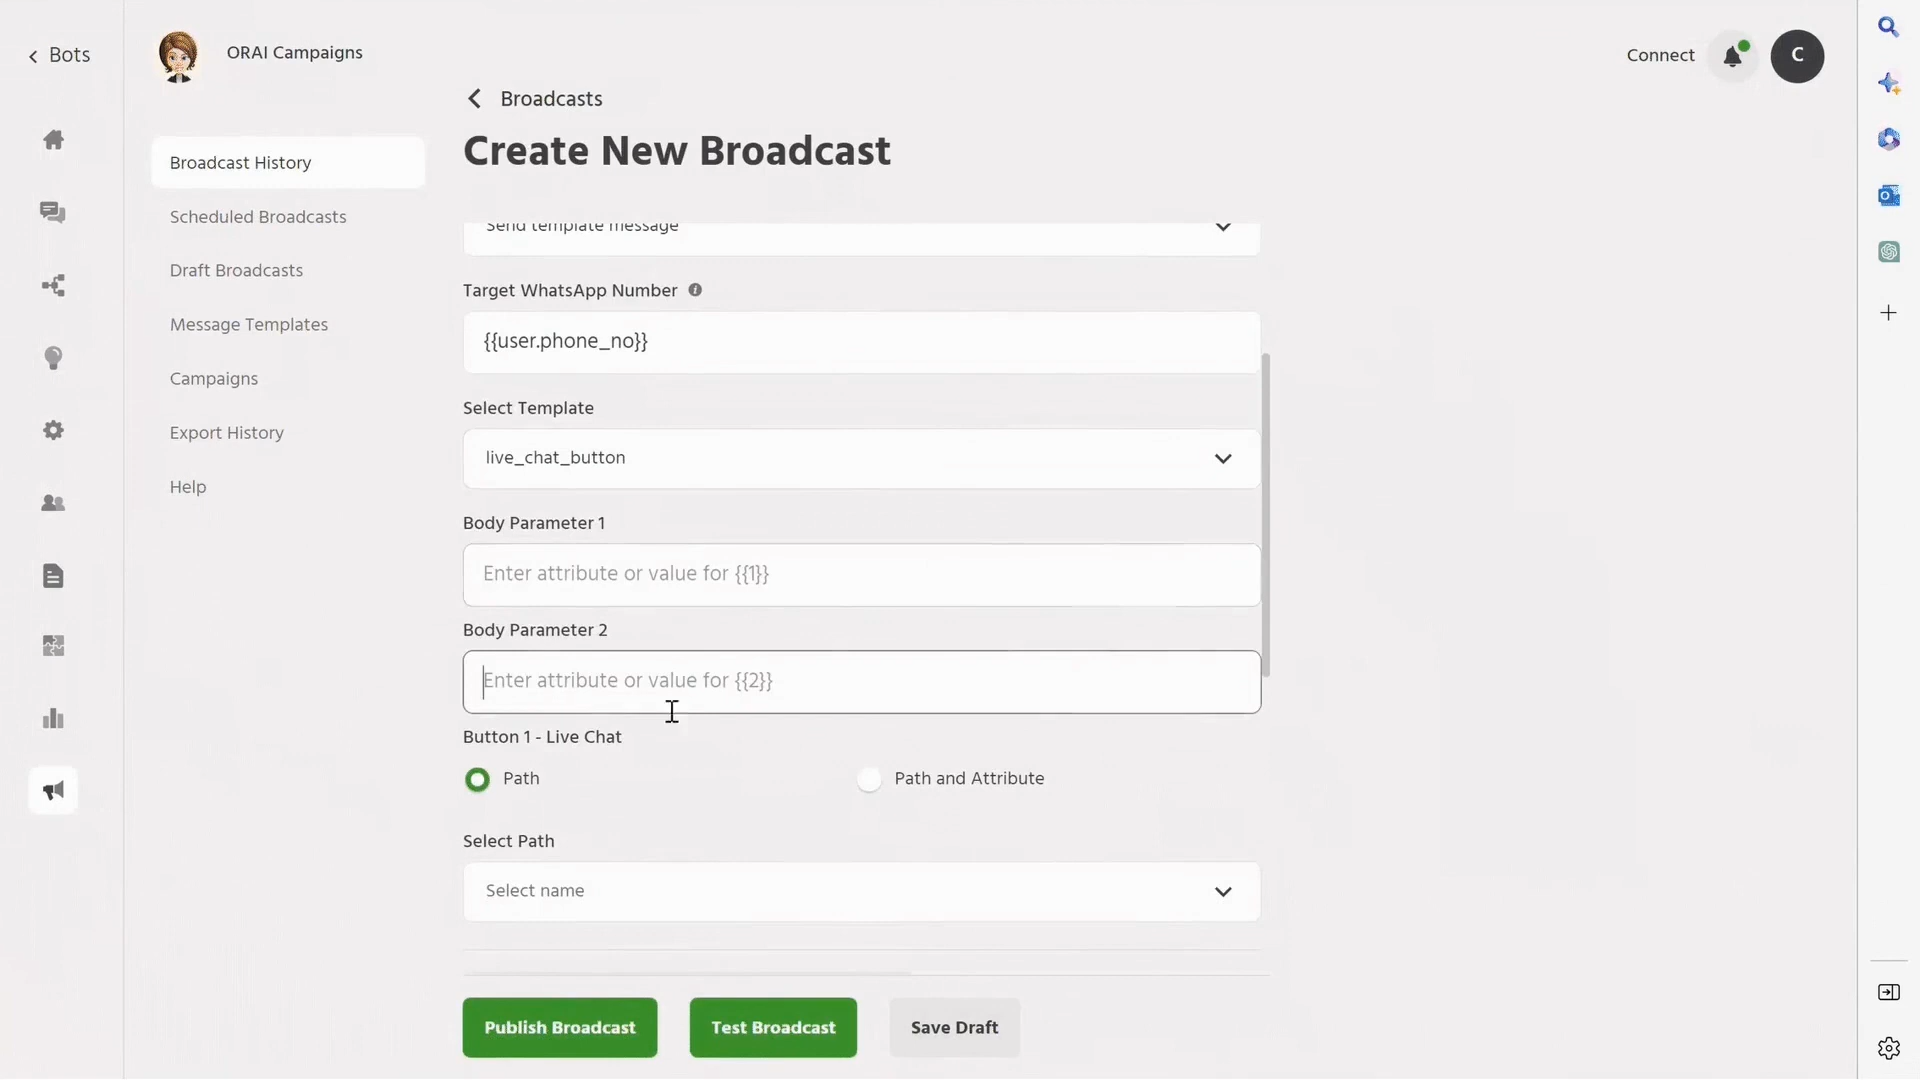 Bots
ORAI Campaigns
Connect
C
Broadcasts
Create New Broadcast
Broadcast History
Scheduled Broadcasts
Draft Broadcasts
Message Templates
Campaigns
Export History
Help
Send template message
Target WhatsApp Number
{{user.phone_no}}
Select Template
live_chat_button
Body Parameter 1
Enter attribute or value for {{1}}
Body Parameter 2
Enter attribute or value for {{2}}
Button 1 - Live Chat
Path
Path and Attribute
Select Path
Select name
Publish Broadcast
Test Broadcast
Save Draft